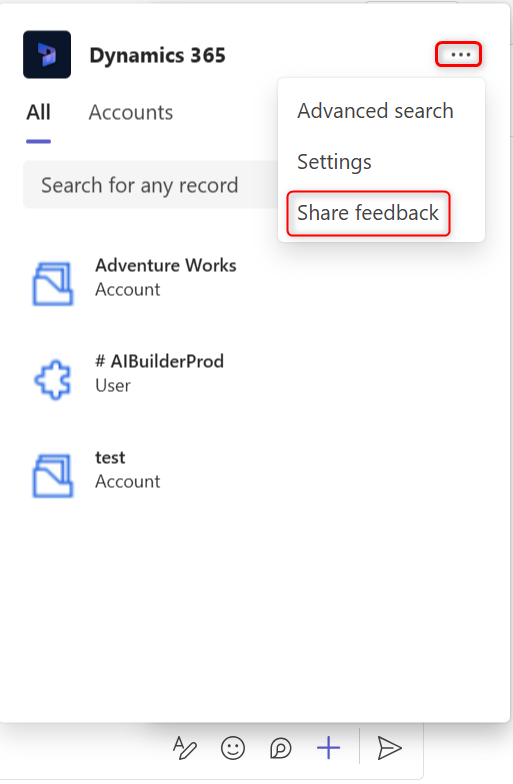 Dynamics 365
...
All Accounts
Advanced search
Settings
Share feedback
Search for any record
Adventure Works
Account
# AIBuilderProd
User
test
Account